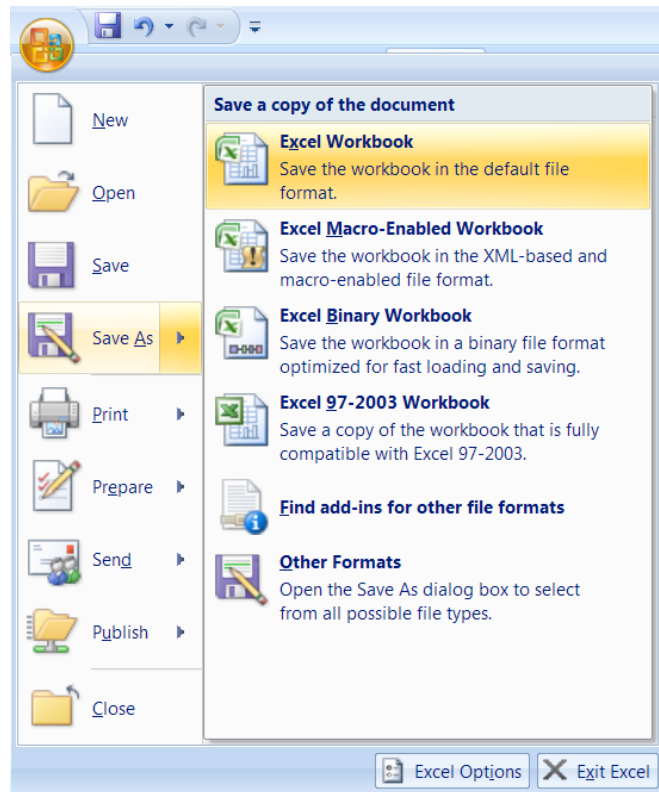 New
Open
Save
Save As
Print
Prepare
Send
Publish
Close
Save a copy of the document
Excel Workbook
Save the workbook in the default file
format.
Excel Macro-Enabled Workbook
Save the workbook in the XML-based and
macro-enabled file format.
Excel Binary Workbook
Save the workbook in a binary file format
optimized for fast loading and saving.
Excel 97-2003 Workbook
Save a copy of the workbook that is fully
compatible with Excel 97-2003.
Find add-ins for other file formats
Other Formats
Open the Save As dialog box to select
from all possible file types.
Excel Options
Exit Excel